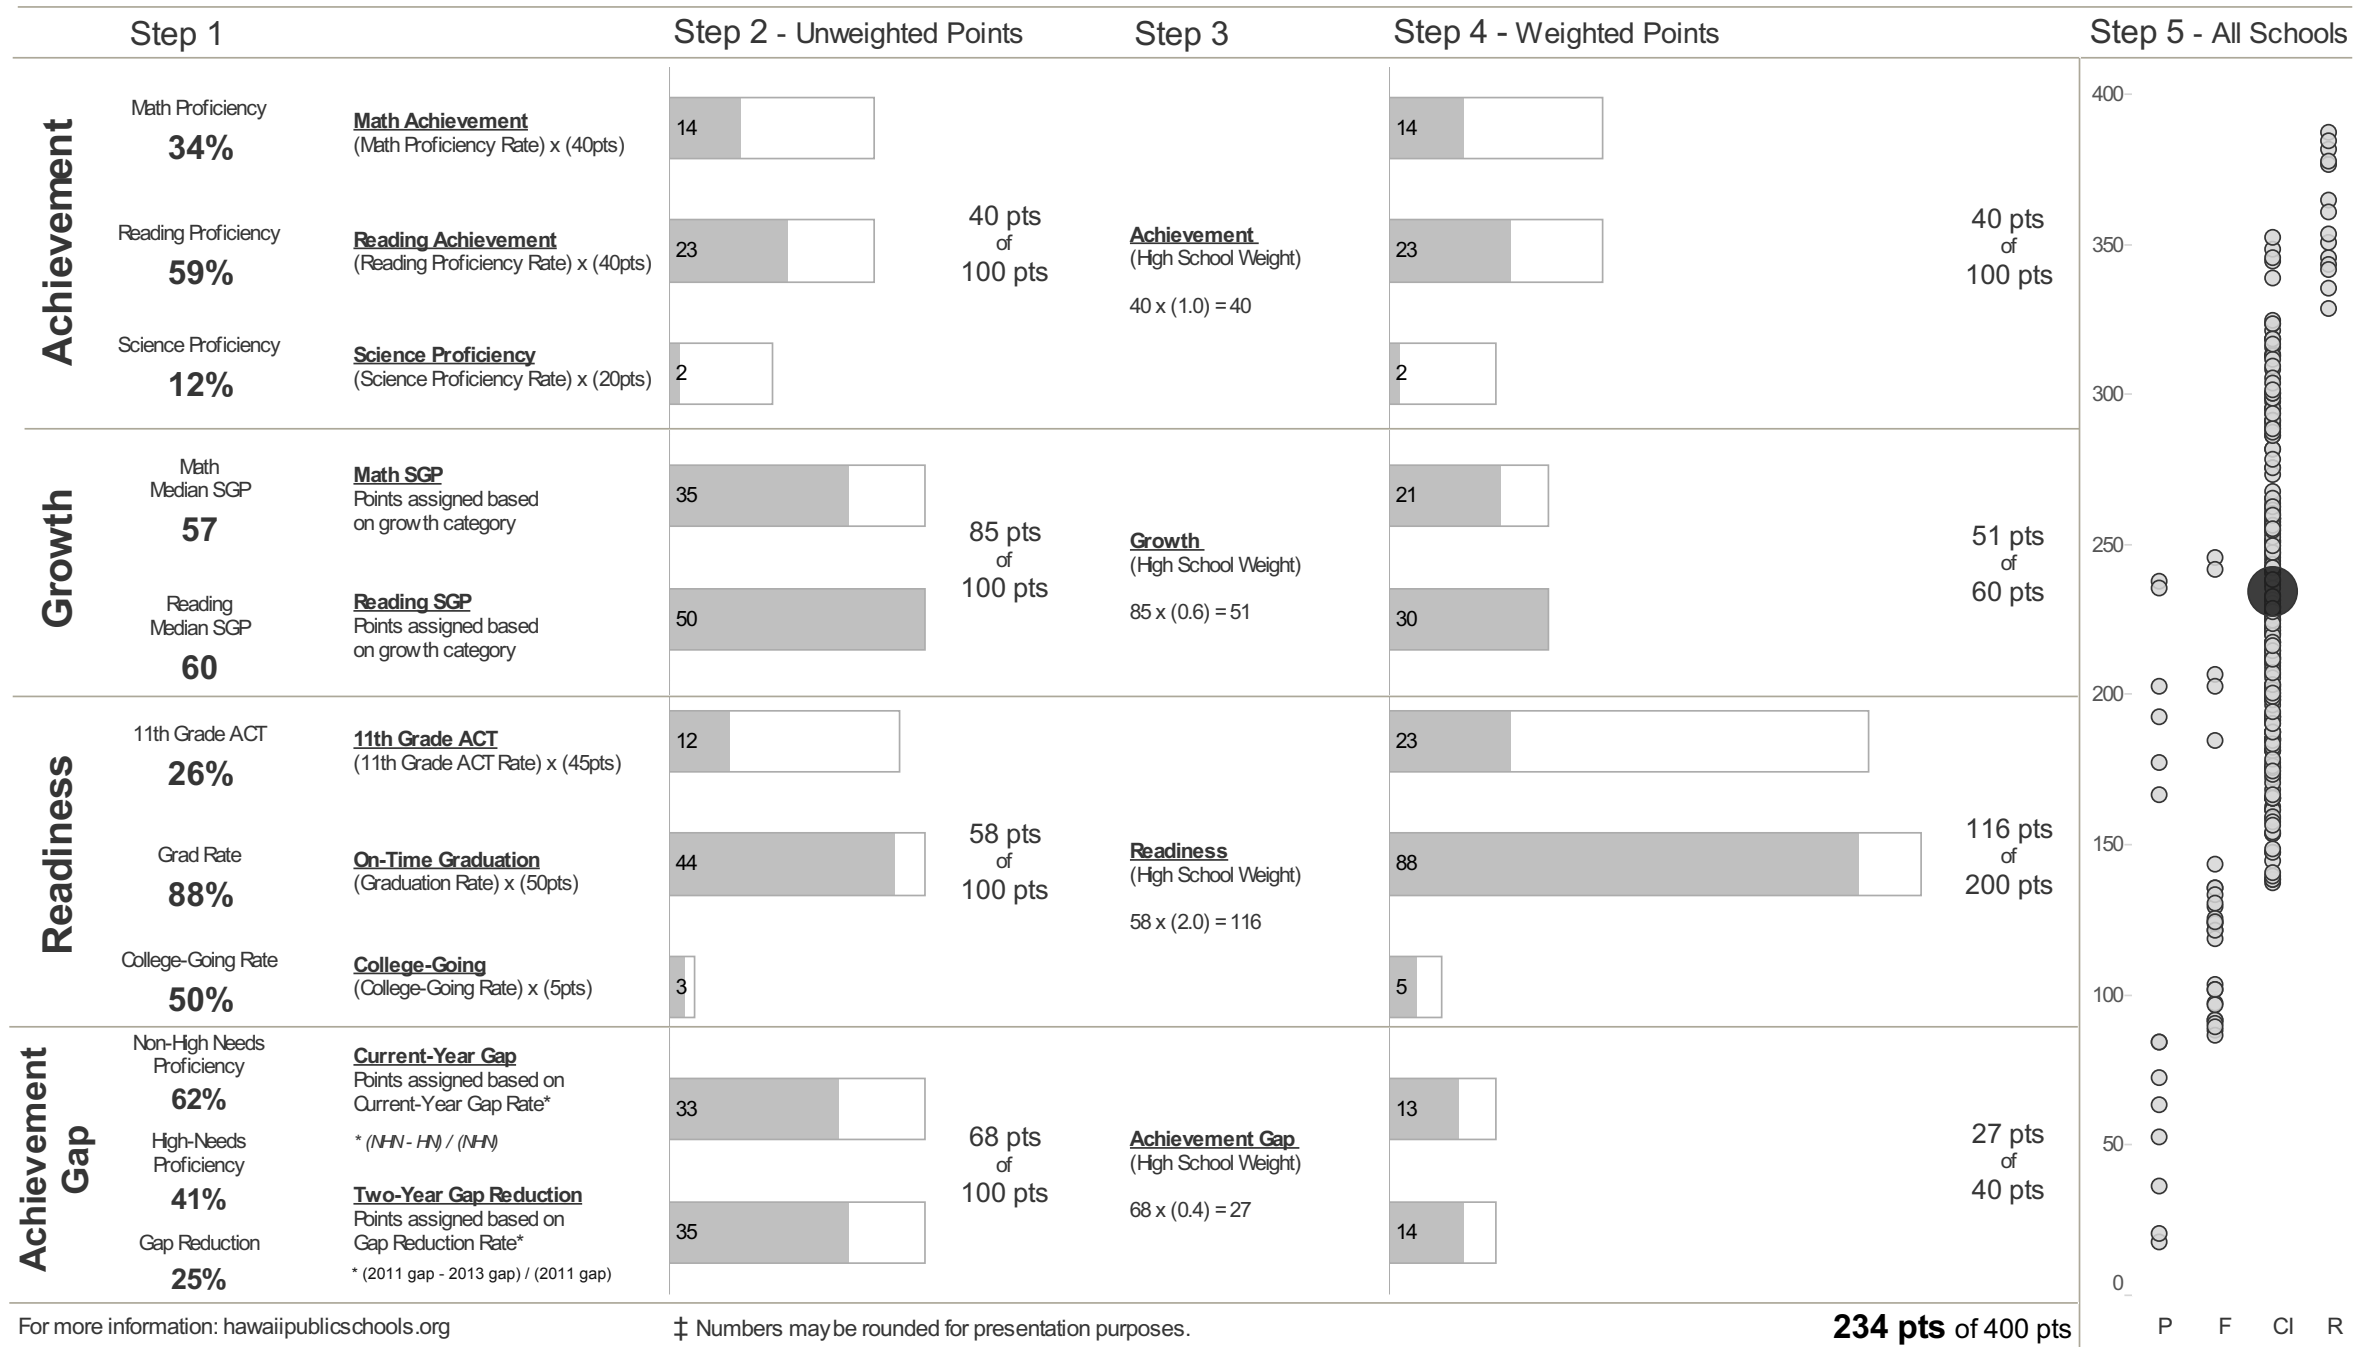 Step 1
Step 2 - Unweighted Points
Step 3
Step 4 - Weighted Points
Step 5 - All Schools
Achievement
Math Proficiency
34%
Math Achievement
(Math Proficiency Rate) x (40pts)
14
14
Reading Proficiency
59%
Reading Achievement
(Reading Proficiency Rate) x (40pts)
23
40 pts
of
100 pts
Achievement
(High School Weight)
40 x (1.0) = 40
23
40 pts
of
100 pts
Science Proficiency
12%
Science Proficiency
(Science Proficiency Rate) x (20pts)
2
2
Growth
Math
Median SGP
57
Math SGP
Points assigned based
on growth category
35
85 pts
of
100 pts
Growth
(High School Weight)
85 x (0.6) = 51
21
51 pts
of
60 pts
Reading
Median SGP
60
Reading SGP
Points assigned based
on growth category
50
30
Readiness
11th Grade ACT
26%
11th Grade ACT
(11th Grade ACT Rate) x (45pts)
12
23
Grad Rate
88%
On-Time Graduation
(Graduation Rate) x (50pts)
44
58 pts
of
100 pts
Readiness
(High School Weight)
58 x (2.0) = 116
88
116 pts
of
200 pts
College-Going Rate
50%
College-Going
(College-Going Rate) x (5pts)
3
5
Achievement
Gap
Non-High Needs
Proficiency
62%
High-Needs
Proficiency
41%
Gap Reduction
25%
Current-Year Gap
Points assigned based on
Current-Year Gap Rate*
* (NHN - HN) / (NHN)
Two-Year Gap Reduction
Points assigned based on
Gap Reduction Rate*
* (2011 gap - 2013 gap) / (2011 gap)
33
35
68 pts
of
100 pts
Achievement Gap
(High School Weight)
68 x (0.4) = 27
13
14
27 pts
of
40 pts
400
350
300
250
200
150
100
50
0
P F CI R
For more information: hawaiipublicschools.org
‡ Numbers may be rounded for presentation purposes.
234 pts of 400 pts